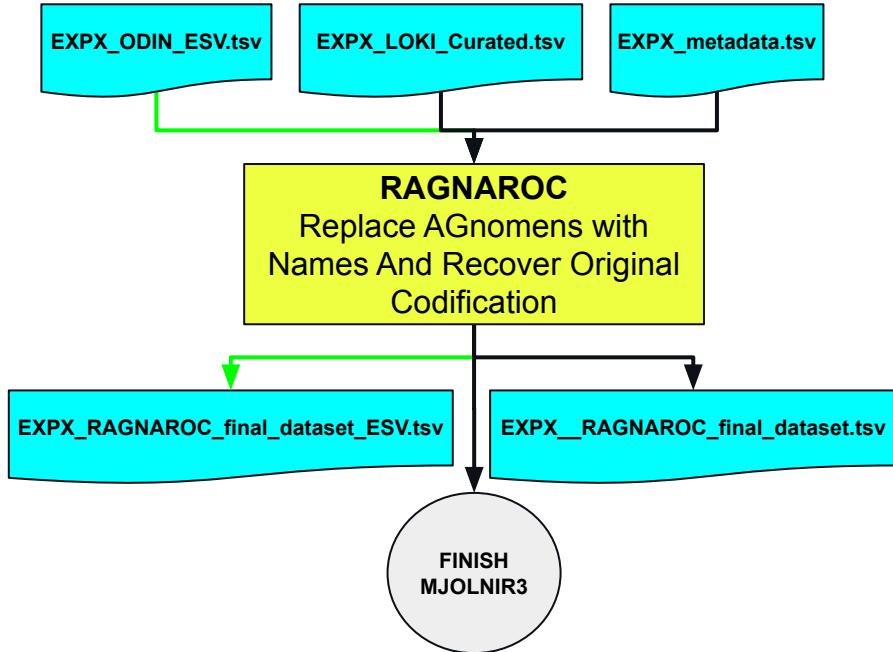 EXPX_ODIN_ESV.tsv
EXPX_LOKI_Curated.tsv
EXPX_metadata.tsv
RAGNAROC
Replace AGnomens with
Names And Recover Original
Codification
EXPX_RAGNAROC_final_dataset_ESV.tsv
EXPX__RAGNAROC_final_dataset.tsv
FINISH
MJOLNIR3